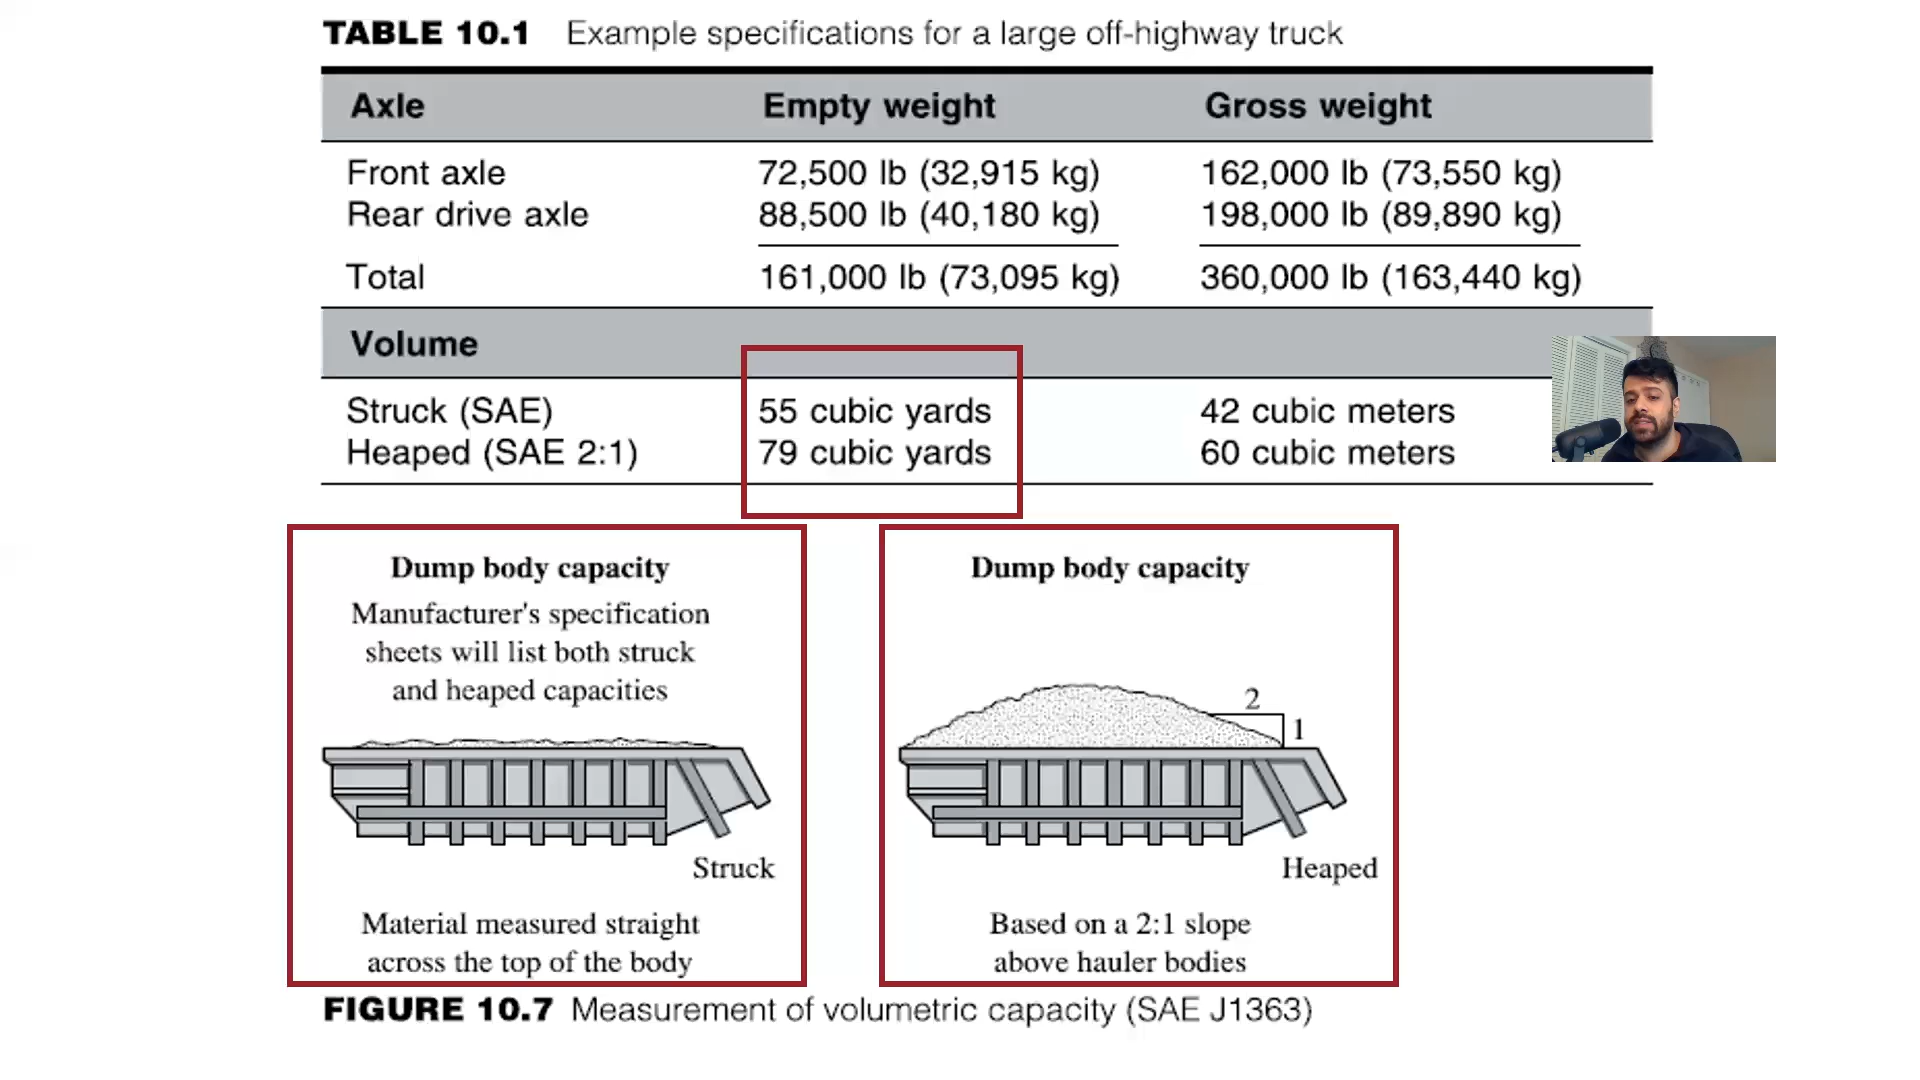 TABLE 10.1 Example specifications for a large off-highway truck
Axle Empty weight Gross weight
Front axle 72,500 lb (32,915 kg) 162,000 lb (73,550 kg)
Rear drive axle 88,500 lb (40,180 kg) 198,000 lb (89,890 kg)
Total 161,000 lb (73,095 kg) 360,000 lb (163,440 kg)
Volume
Struck (SAE) 55 cubic yards 42 cubic meters
Heaped (SAE 2:1) 79 cubic yards 60 cubic meters
Dump body capacity
Manufacturer's specification
sheets will list both struck
and heaped capacities
Struck
Material measured straight
across the top of the body
Dump body capacity
2
1
Heaped
Based on a 2:1 slope
above hauler bodies
FIGURE 10.7 Measurement of volumetric capacity (SAE J1363)